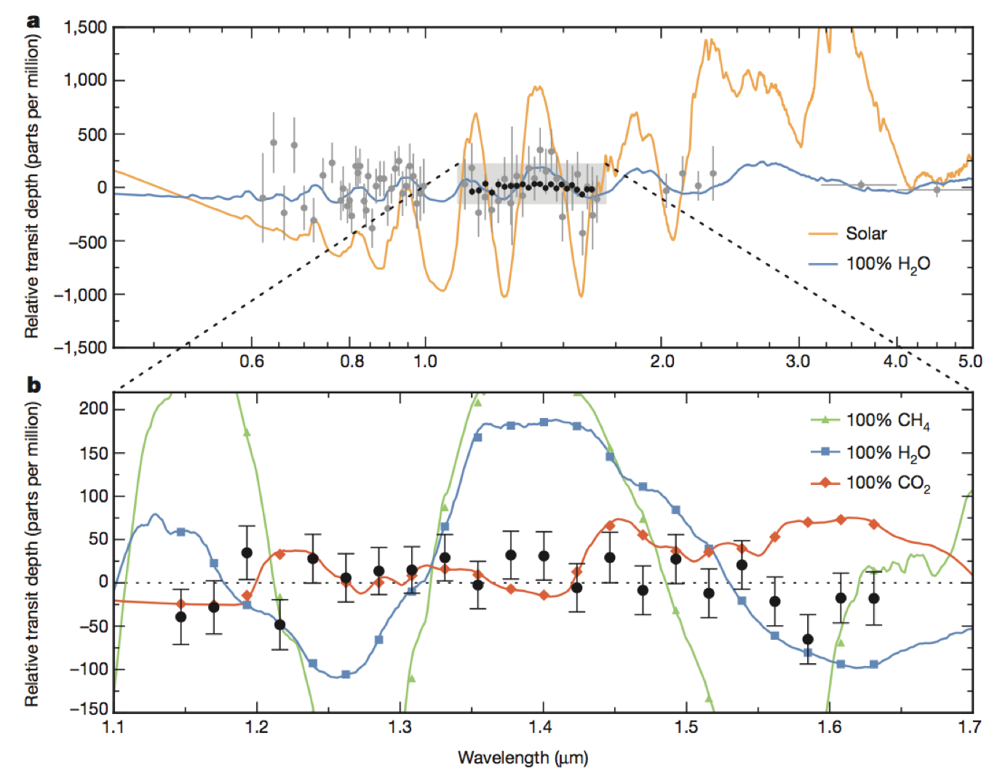 a
Relative transit depth (parts per million)
1,500
1,000
500
0
−500
−1,000
−1,500
Solar
100% H₂O
0.6 0.8 1.0 2.0 3.0 4.0 5.0
b
Relative transit depth (parts per million)
200
150
100
50
0
−50
−100
−150
100% CH₄
100% H₂O
100% CO₂
1.1 1.2 1.3 1.4 1.5 1.6 1.7
Wavelength (μm)